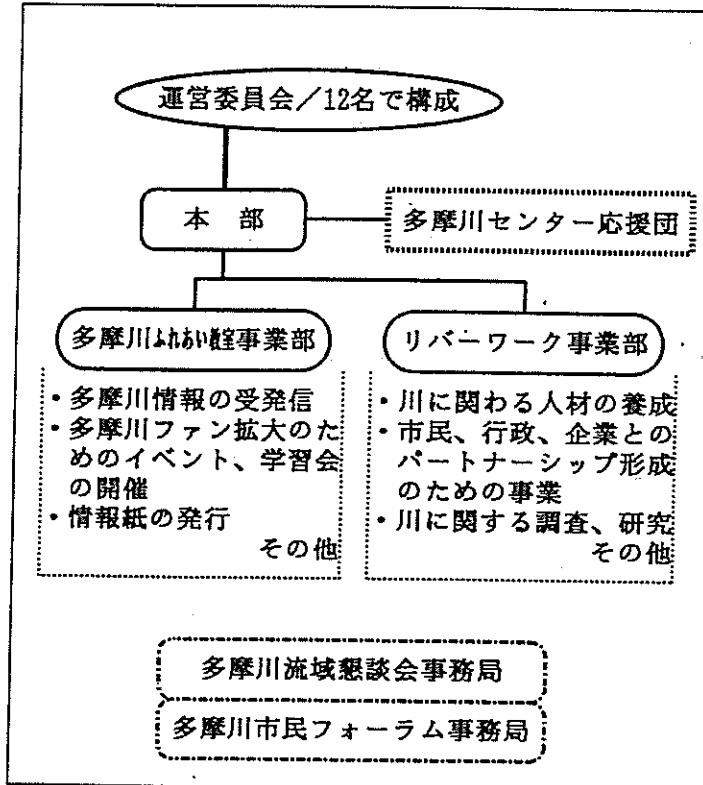 運営委員会／12名で構成
本　部
多摩川センター応援団
多摩川ふれあい教室事業部
・多摩川情報の受発信
・多摩川ファン拡大のた
めのイベント、学習会
の開催
・情報紙の発行
その他
リバーワーク事業部
・川に関わる人材の養成
・市民、行政、企業との
パートナーシップ形成
のための事業
・川に関する調査、研究
その他
多摩川流域懇談会事務局
多摩川市民フォーラム事務局